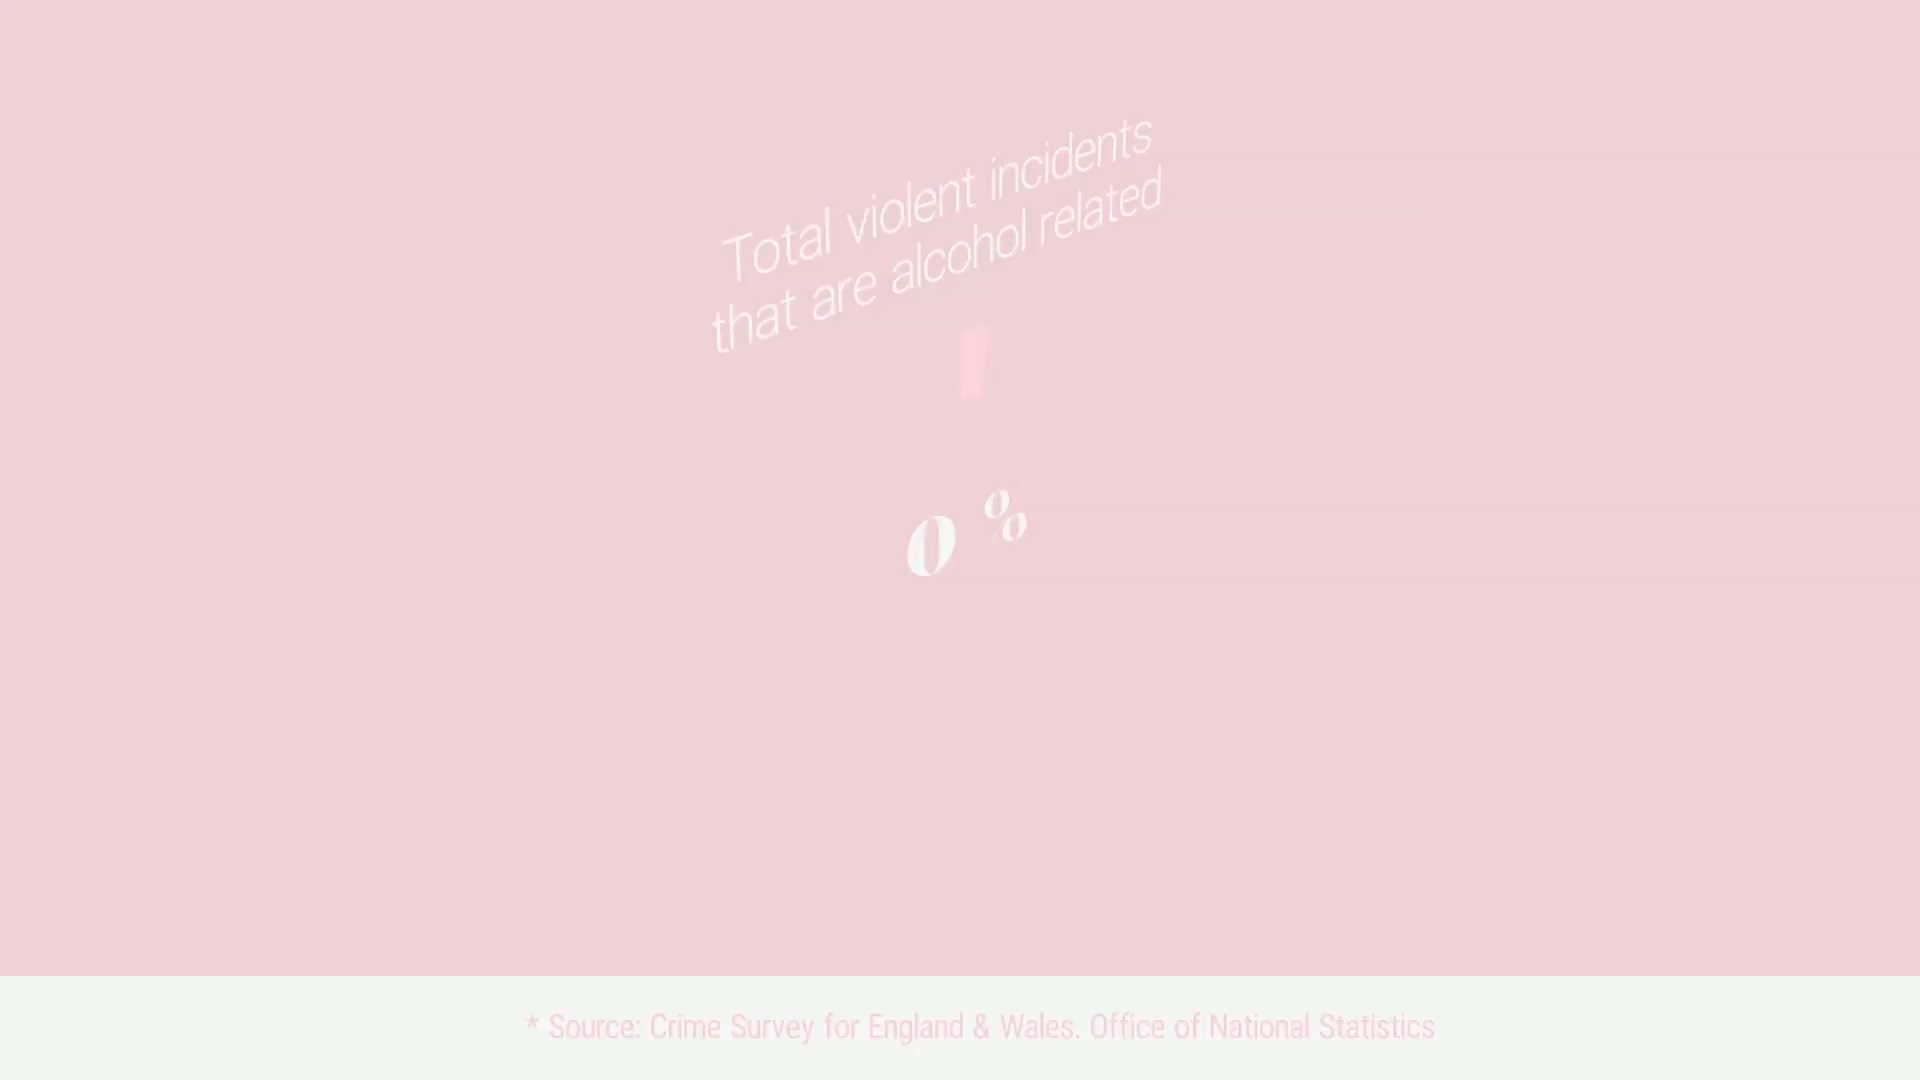 Total violent incidents
that are alcohol related
0 %
* Source: Crime Survey for England & Wales. Office of National Statistics